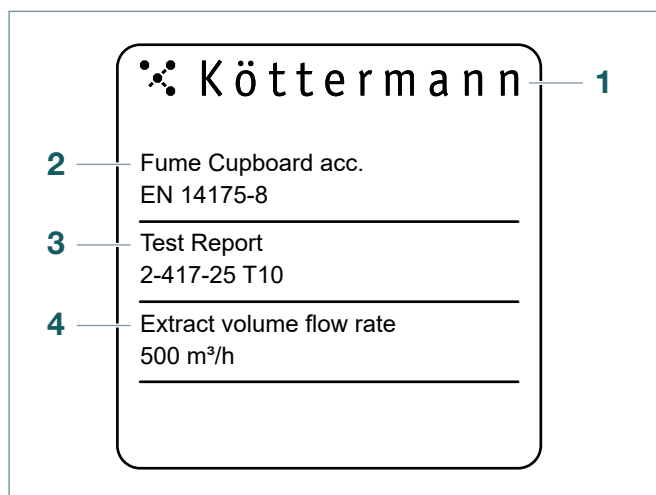 Köttermann
1
2
Fume Cupboard acc.
EN 14175-8
3
Test Report
2-417-25 T10
4
Extract volume flow rate
500 m³/h